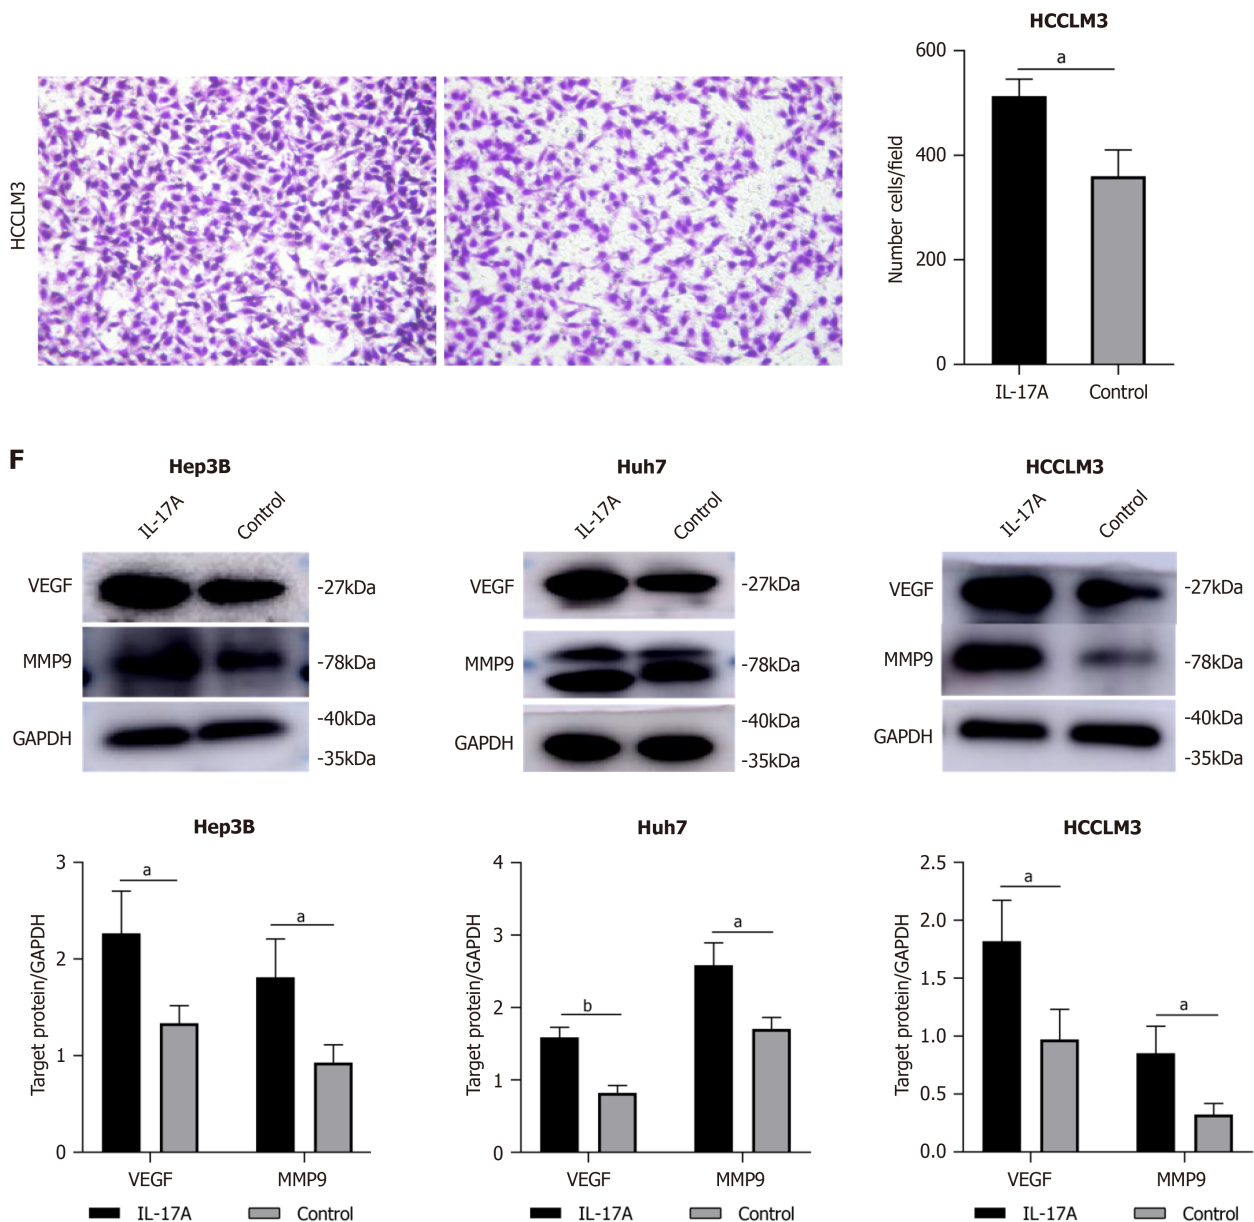 HCCLM3
HCCLM3
600
400
200
0
Number cells/field
a
IL-17A Control
F
Hep3B
IL-17A Control
VEGF -27kDa
MMP9 -78kDa
GAPDH -40kDa
-35kDa
Huh7
IL-17A Control
VEGF -27kDa
MMP9 -78kDa
GAPDH -40kDa
-35kDa
HCCLM3
IL-17A Control
VEGF -27kDa
MMP9 -78kDa
GAPDH -40kDa
-35kDa
Hep3B
Target protein/GAPDH
3
2
1
0
a
a
VEGF MMP9
IL-17A Control
Huh7
Target protein/GAPDH
4
3
2
1
0
b
a
VEGF MMP9
IL-17A Control
HCCLM3
Target protein/GAPDH
2.5
2.0
1.5
1.0
0.5
0.0
a
a
VEGF MMP9
IL-17A Control